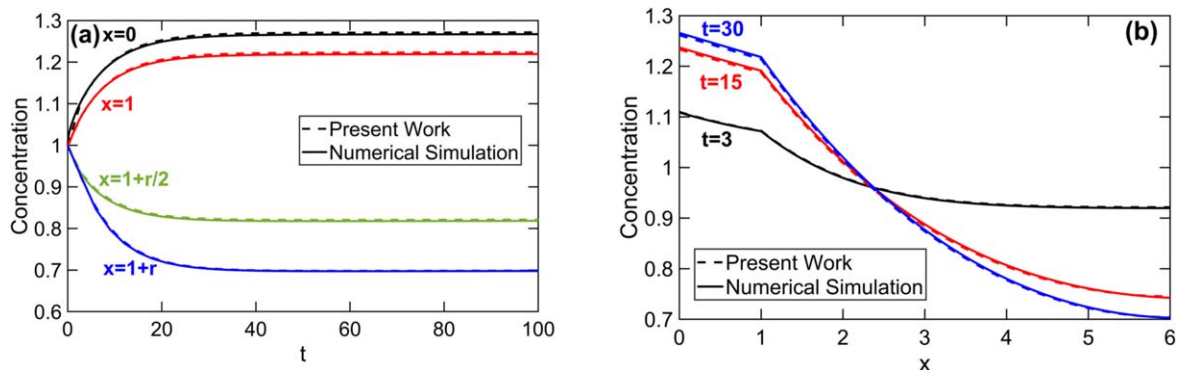 (a)
Concentration
1.3
1.2
1.1
1
0.9
0.8
0.7
0.6
x=0
x=1
x=1+r/2
x=1+r
Present Work
Numerical Simulation
0 20 40 60 80 100
t
(b)
Concentration
1.3
1.2
1.1
1
0.9
0.8
0.7
t=30
t=15
t=3
Present Work
Numerical Simulation
0 1 2 3 4 5 6
x